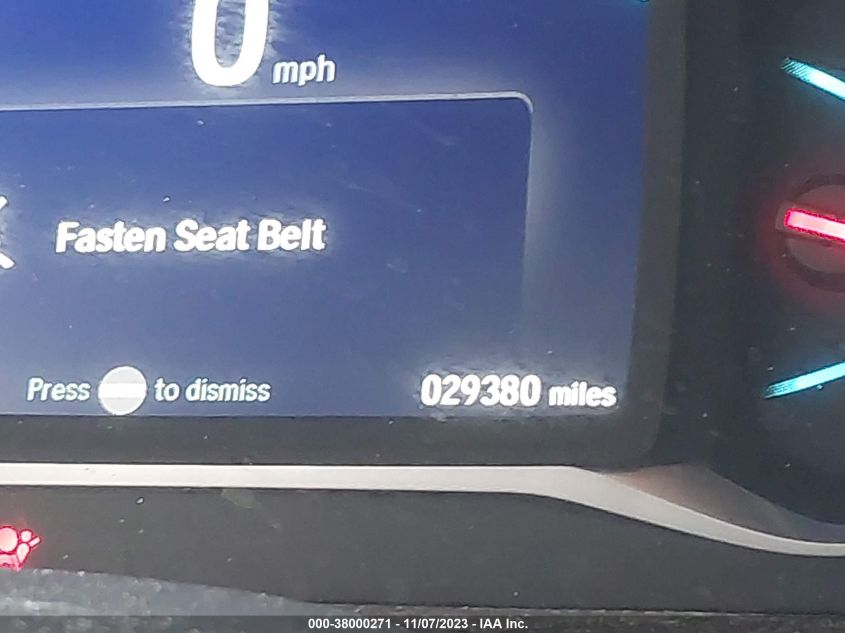 0 mph
Fasten Seat Belt
Press to dismiss
029380 miles
000-38000271 - 11/07/2023 - IAA Inc.